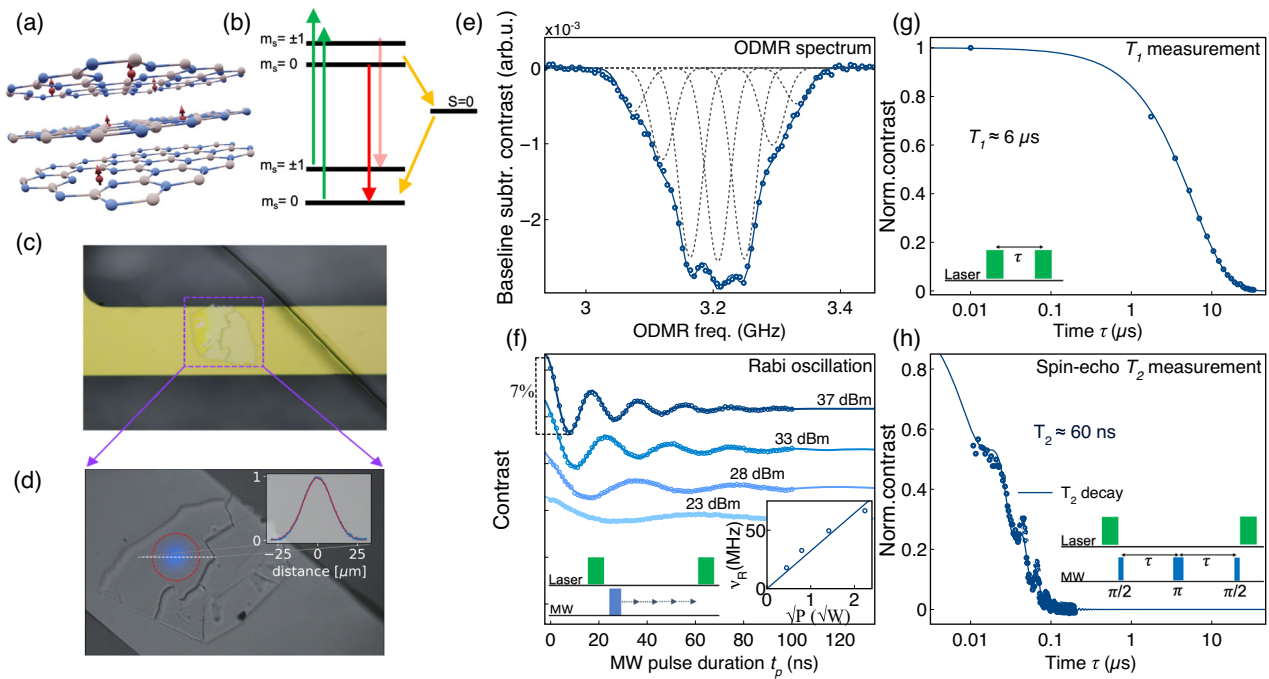 (a)
(b)
mₛ= ±1
mₛ= 0
S=0
mₛ= ±1
mₛ= 0
(c)
(d)
1
0
−25
0
25
distance [μm]
(e)
x10⁻³
ODMR spectrum
Baseline subtr. contrast (arb.u.)
0
−1
−2
3
3.2
3.4
ODMR freq. (GHz)
(f)
Rabi oscillation
7%
37 dBm
33 dBm
28 dBm
23 dBm
Contrast
Laser
MW
νR(MHz)
50
0
0
1
2
√P (√W)
0
20
40
60
80
100
120
MW pulse duration tₚ (ns)
(g)
T₁ measurement
T₁ ≈ 6 μs
Norm.contrast
1
0.8
0.6
0.4
0.2
0
Laser
τ
0.01
0.1
1
10
Time τ (μs)
(h)
Spin-echo T₂ measurement
T₂ ≈ 60 ns
T₂ decay
Norm.contrast
0.8
0.6
0.4
0.2
0
Laser
τ
τ
MW
π/2
π
π/2
0.01
0.1
1
10
Time τ (μs)